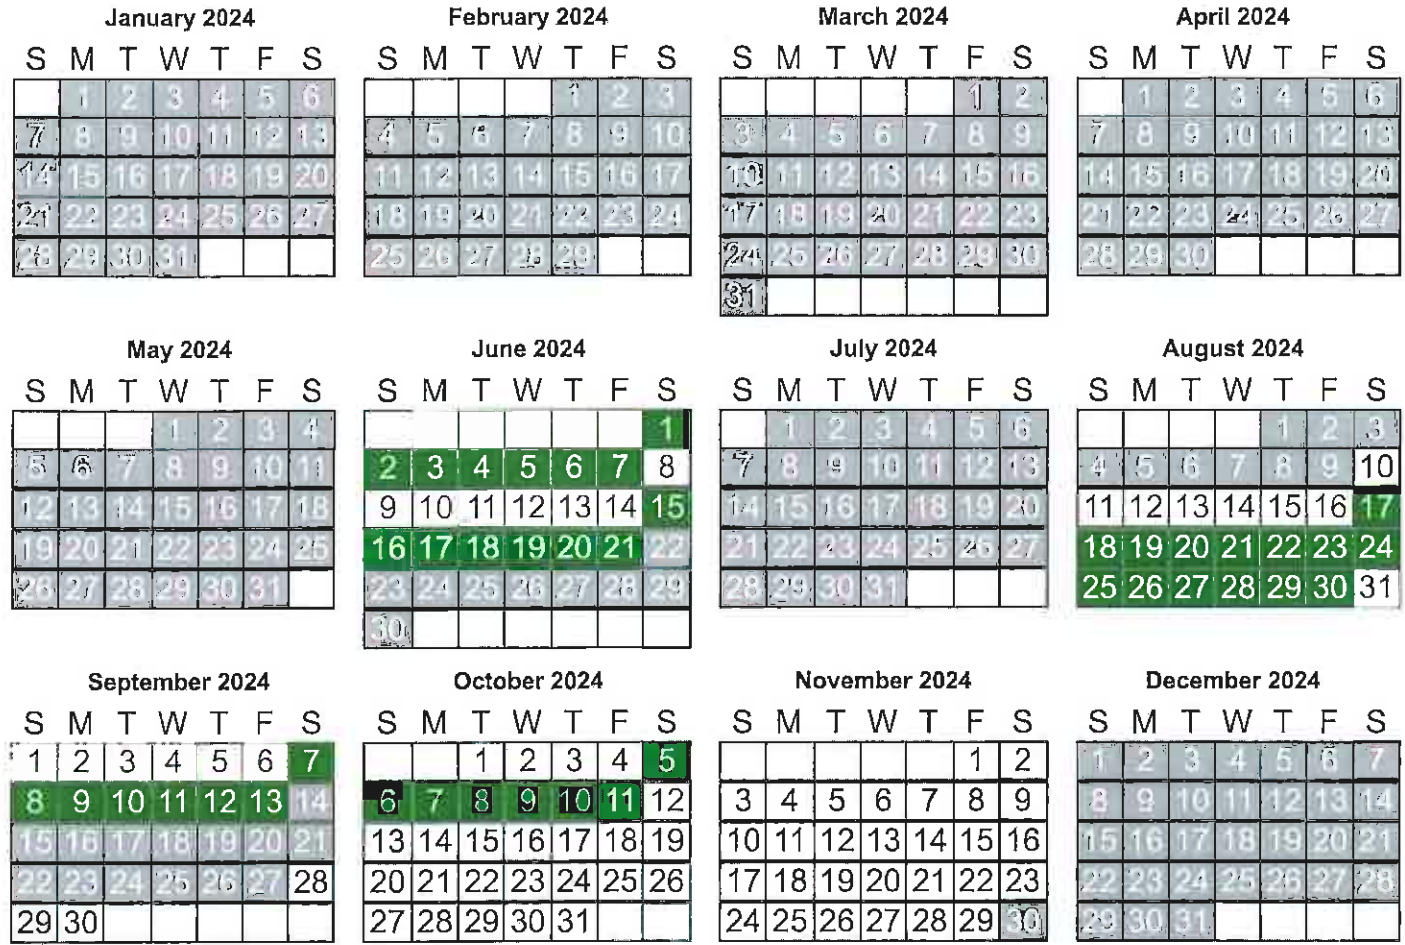 January 2024 February 2024 March 2024 April 2024
S M T W T F S S M T W T F S S M T W T F S S M T W T F S
1 2 3 4 5 6 1 2 3 1 2 1 2 3 4 5 6
7 8 9 10 11 12 13 4 5 6 7 8 9 10 3 4 5 6 7 8 9 7 8 9 10 11 12 13
14 15 16 17 18 19 20 11 12 13 14 15 16 17 10 11 12 13 14 15 16 14 15 16 17 18 19 20
21 22 23 24 25 26 27 18 19 20 21 22 23 24 17 18 19 20 21 22 23 21 22 23 24 25 26 27
28 29 30 31 25 26 27 28 29 24 25 26 27 28 29 30 28 29 30
31
May 2024 June 2024 July 2024 August 2024
S M T W T F S S M T W T F S S M T W T F S S M T W T F S
1 2 3 4 1 1 2 3 4 5 6 1 2 3
5 6 7 8 9 10 11 2 3 4 5 6 7 8 7 8 9 10 11 12 13 4 5 6 7 8 9 10
12 13 14 15 16 17 18 9 10 11 12 13 14 15 14 15 16 17 18 19 20 11 12 13 14 15 16 17
19 20 21 22 23 24 25 16 17 18 19 20 21 22 21 22 23 24 25 26 27 18 19 20 21 22 23 24
26 27 28 29 30 31 23 24 25 26 27 28 29 28 29 30 31 25 26 27 28 29 30 31
30
September 2024 October 2024 November 2024 December 2024
S M T W T F S S M T W T F S S M T W T F S S M T W T F S
1 2 3 4 5 6 7 1 2 3 4 5 1 2 1 2 3 4 5 6 7
8 9 10 11 12 13 14 6 7 8 9 10 11 12 3 4 5 6 7 8 9 8 9 10 11 12 13 14
15 16 17 18 19 20 21 13 14 15 16 17 18 19 10 11 12 13 14 15 16 15 16 17 18 19 20 21
22 23 24 25 26 27 28 20 21 22 23 24 25 26 17 18 19 20 21 22 23 22 23 24 25 26 27 28
29 30 27 28 29 30 31 24 25 26 27 28 29 30 29 30 31